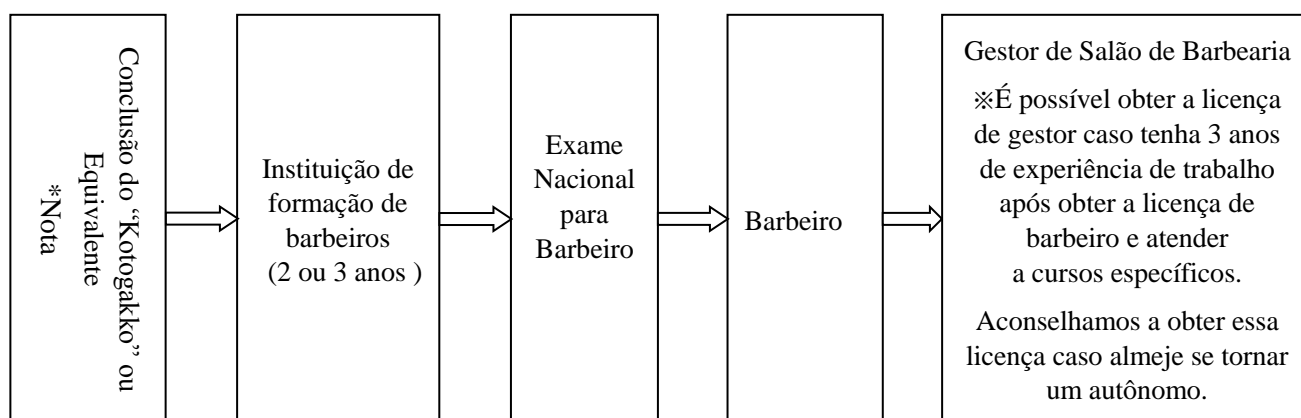 Conclusão do “Kotogakko” ou
Equivalente
*Nota
Instituição de
formação de
barbeiros
(2 ou 3 anos )
Exame
Nacional
para
Barbeiro
Barbeiro
Gestor de Salão de Barbearia
※É possível obter a licença
de gestor caso tenha 3 anos
de experiência de trabalho
após obter a licença de
barbeiro e atender
a cursos específicos.
Aconselhamos a obter essa
licença caso almeje se tornar
um autônomo.